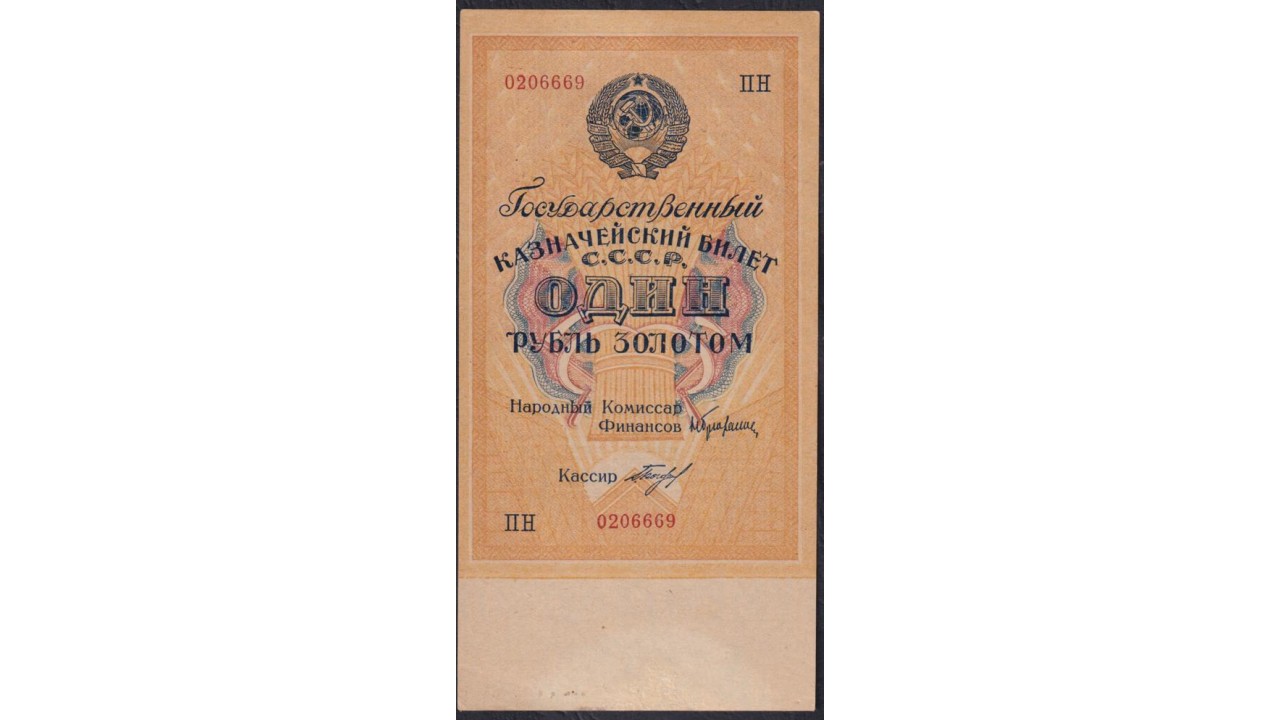 0206669 ПН
Государственный
КАЗНАЧЕЙСКИЙ БИЛЕТ
С.С.С.Р.
ОДИН
РУБЛЬ ЗОЛОТОМ
Народный Комиссар
Финансов
Кассир
ПН 0206669